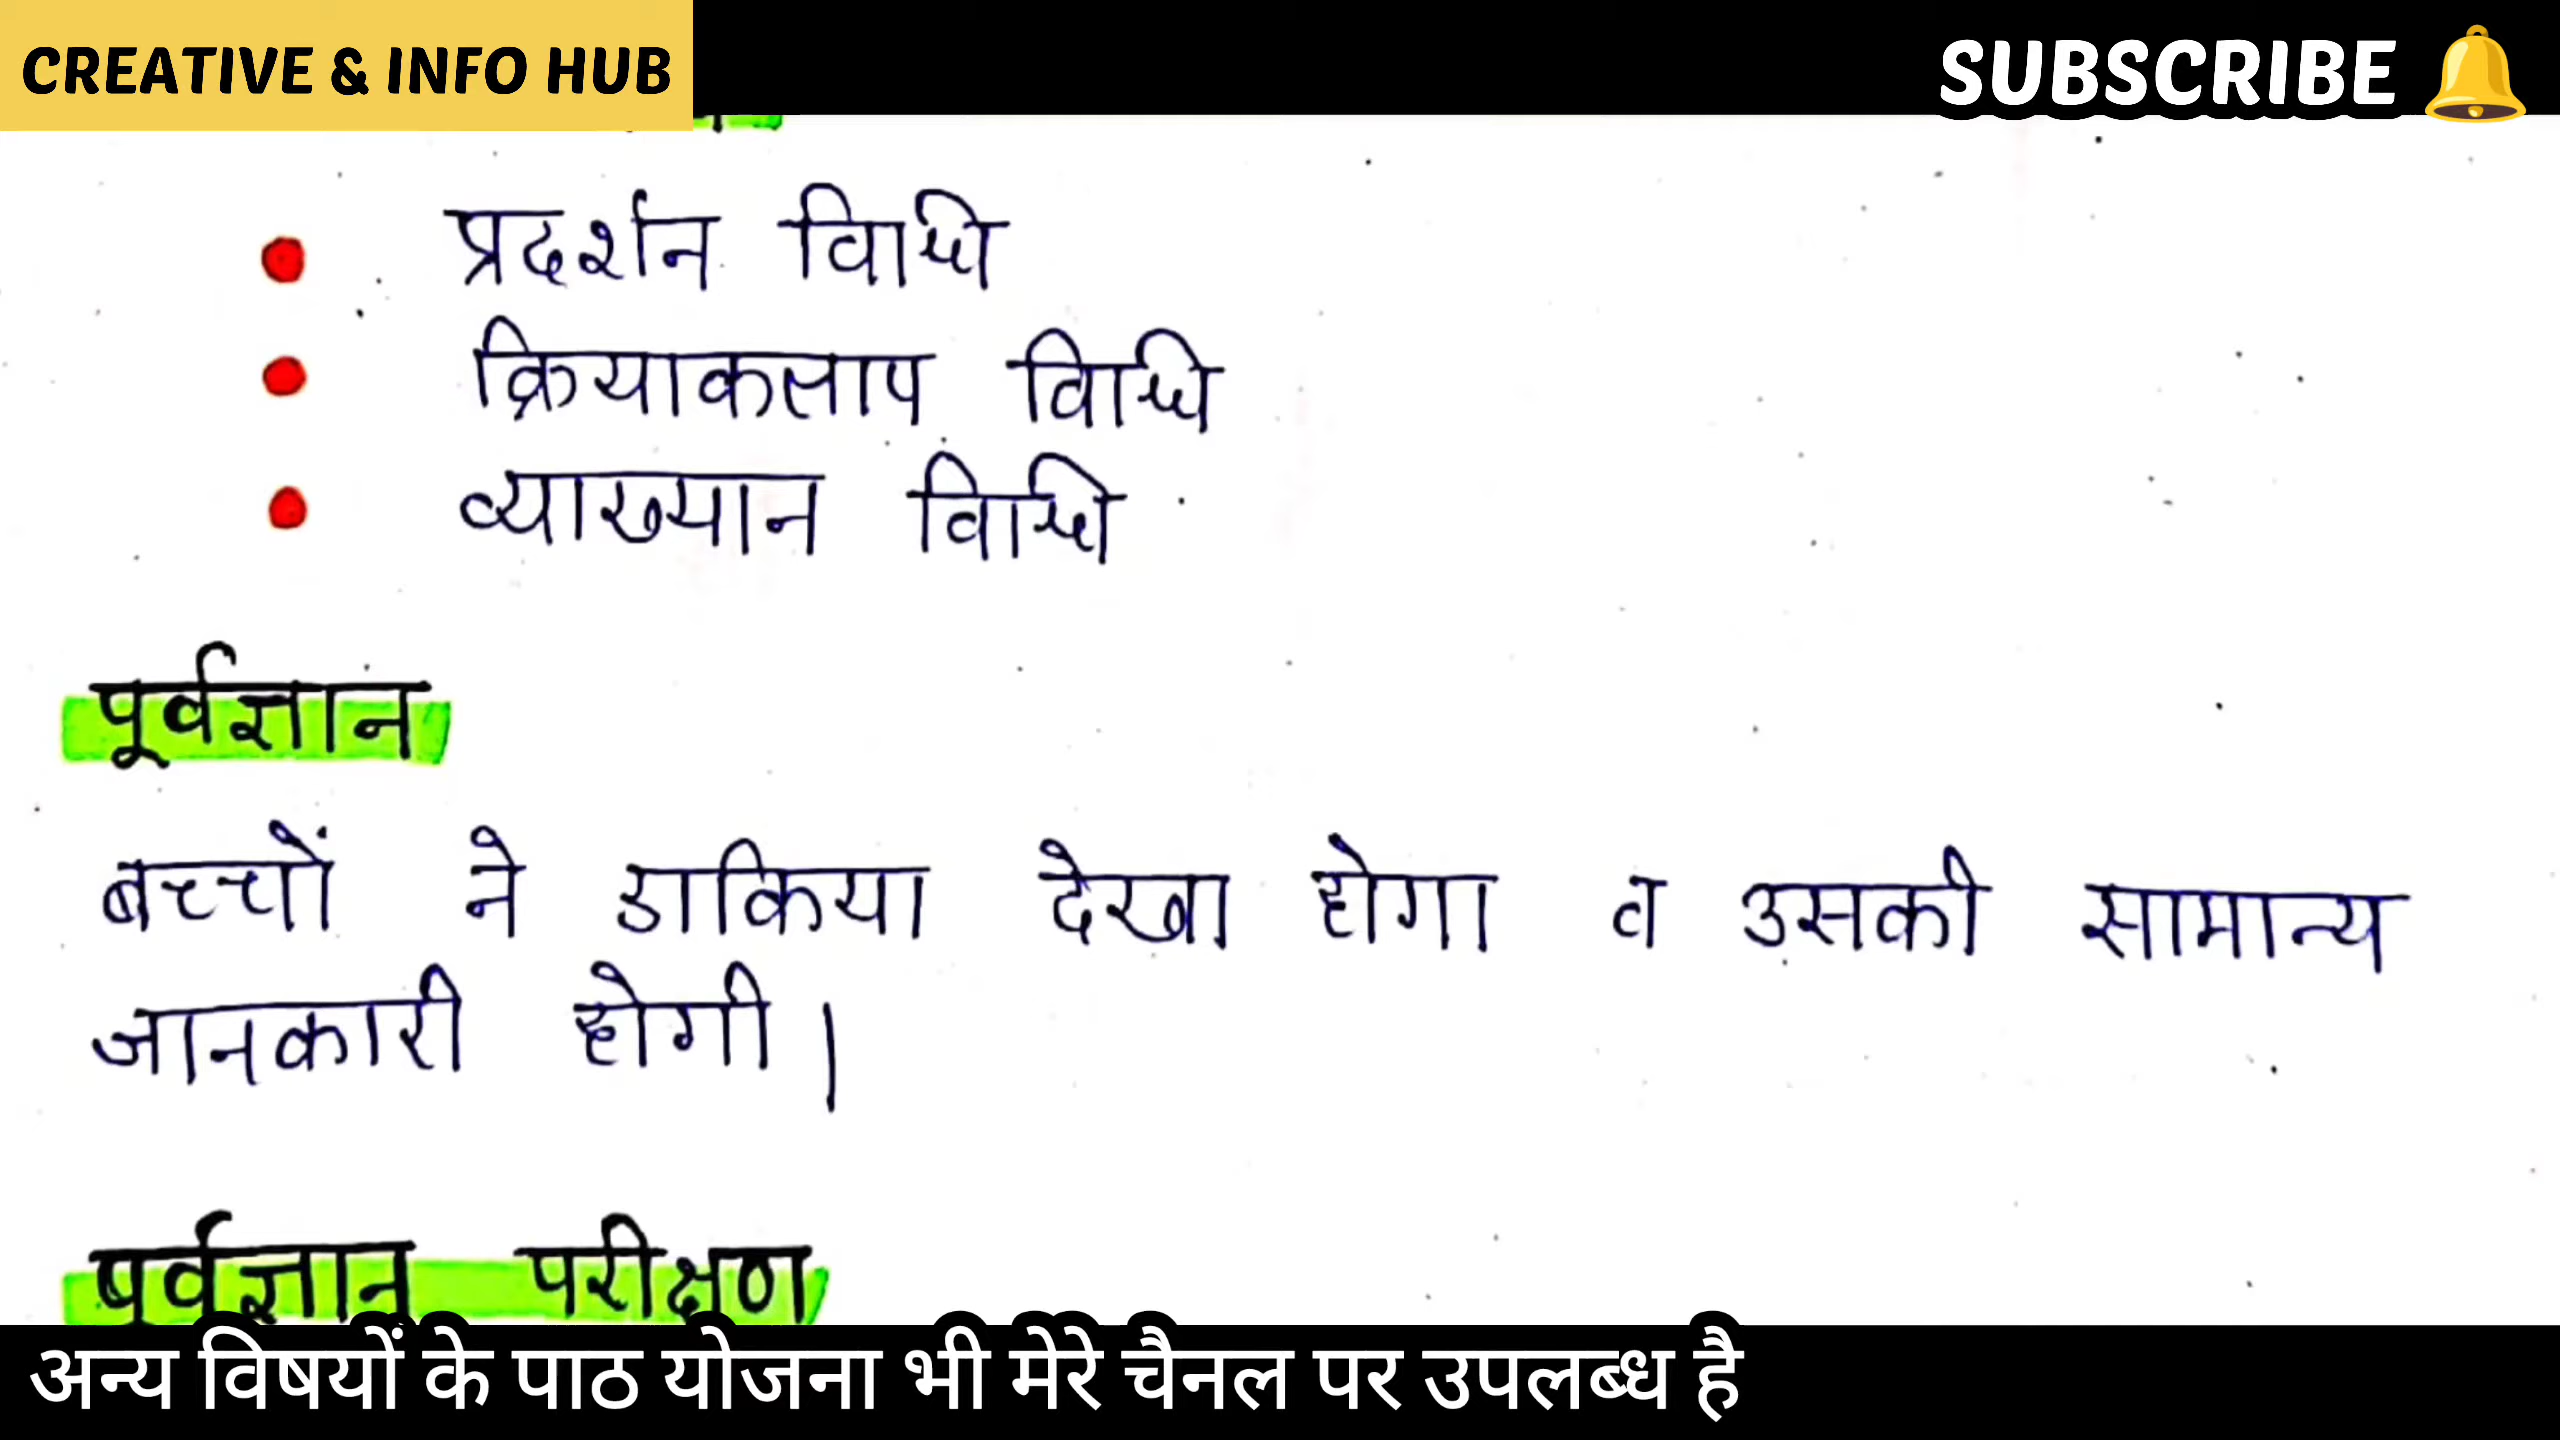 CREATIVE & INFO HUB
SUBSCRIBE
प्रदर्शन विधि
क्रियाकलाप विधि
व्याख्यान विधि
पूर्वज्ञान
बच्चों ने डाकिया देखा होगा व उसकी सामान्य
जानकारी होगी।
पूर्वज्ञान परीक्षण
अन्य विषयों के पाठ योजना भी मेरे चैनल पर उपलब्ध है